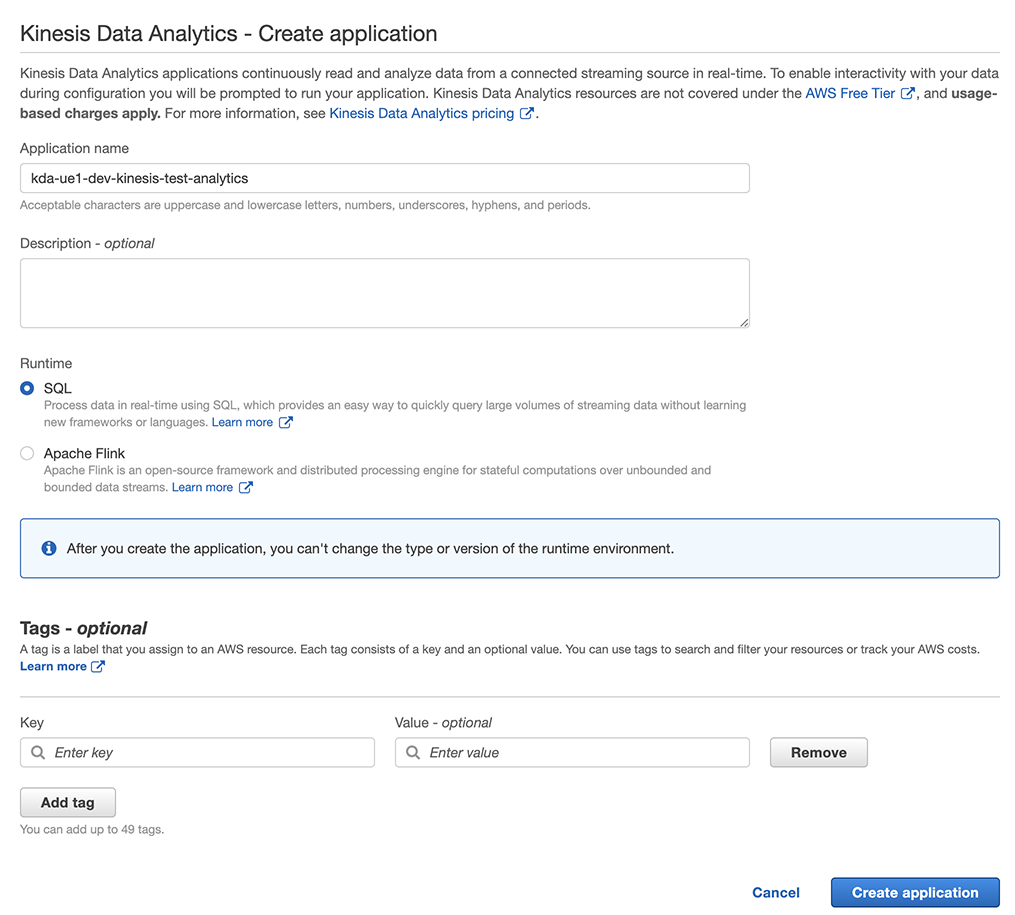 Kinesis Data Analytics - Create application
Kinesis Data Analytics applications continuously read and analyze data from a connected streaming source in real-time. To enable interactivity with your data
during configuration you will be prompted to run your application. Kinesis Data Analytics resources are not covered under the AWS Free Tier, and usage-
based charges apply. For more information, see Kinesis Data Analytics pricing.
Application name
kda-ue1-dev-kinesis-test-analytics
Acceptable characters are uppercase and lowercase letters, numbers, underscores, hyphens, and periods.
Description - optional
Runtime
SQL
Process data in real-time using SQL, which provides an easy way to quickly query large volumes of streaming data without learning
new frameworks or languages. Learn more
Apache Flink
Apache Flink is an open-source framework and distributed processing engine for stateful computations over unbounded and
bounded data streams. Learn more
After you create the application, you can't change the type or version of the runtime environment.
Tags - optional
A tag is a label that you assign to an AWS resource. Each tag consists of a key and an optional value. You can use tags to search and filter your resources or track your AWS costs.
Learn more
Key
Value - optional
Enter key
Enter value
Remove
Add tag
You can add up to 49 tags.
Cancel
Create application